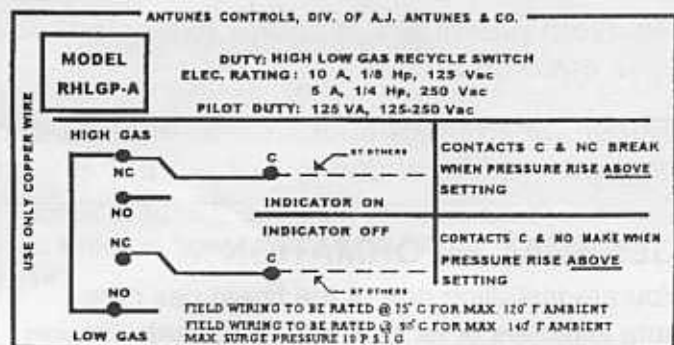 ANTUNES CONTROLS, DIV. OF A.J. ANTUNES & CO.
USE ONLY COPPER WIRE
MODEL
RHLGP-A
DUTY: HIGH LOW GAS RECYCLE SWITCH
ELEC. RATING: 10 A, 1/8 Hp, 125 Vac
5 A, 1/4 Hp, 250 Vac
PILOT DUTY: 125 VA, 125-250 Vac
HIGH GAS
NC
C
BY OTHERS
NO
INDICATOR ON
CONTACTS C & NC BREAK
WHEN PRESSURE RISE ABOVE
SETTING
INDICATOR OFF
NC
C
BY OTHERS
NO
LOW GAS
CONTACTS C & NO MAKE WHEN
PRESSURE RISE ABOVE
SETTING
FIELD WIRING TO BE RATED @ 75°C FOR MAX. 120°F AMBIENT
FIELD WIRING TO BE RATED @ 90°C FOR MAX. 140°F AMBIENT
MAX. SURGE PRESSURE 10 P S I G